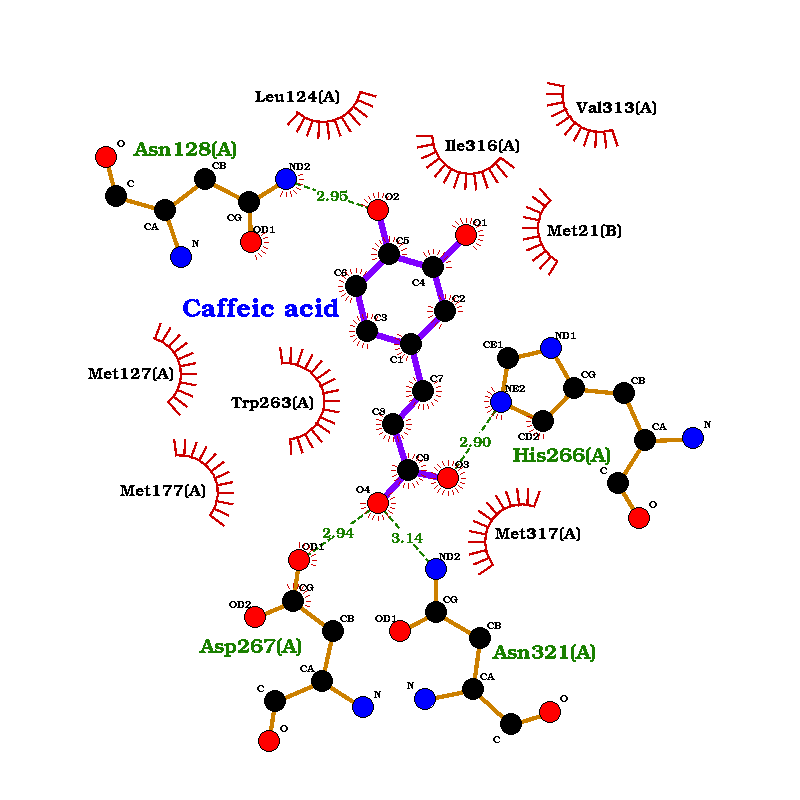 Leu124(A)
Val313(A)
Ile316(A)
Asn128(A)
O
C
CA
N
CB
CG
ND2
OD1
2.95
O2
O1
C5
C4
C6
C2
C3
C1
C7
C8
C9
O3
O4
Met21(B)
Caffeic acid
Met127(A)
Trp263(A)
Met177(A)
CE1
ND1
NE2
CG
CD2
CB
CA
N
C
O
2.90
His266(A)
Met317(A)
2.94
3.14
OD1
CG
OD2
CB
Asp267(A)
CA
C
N
O
ND2
CG
OD1
CB
Asn321(A)
CA
N
C
O